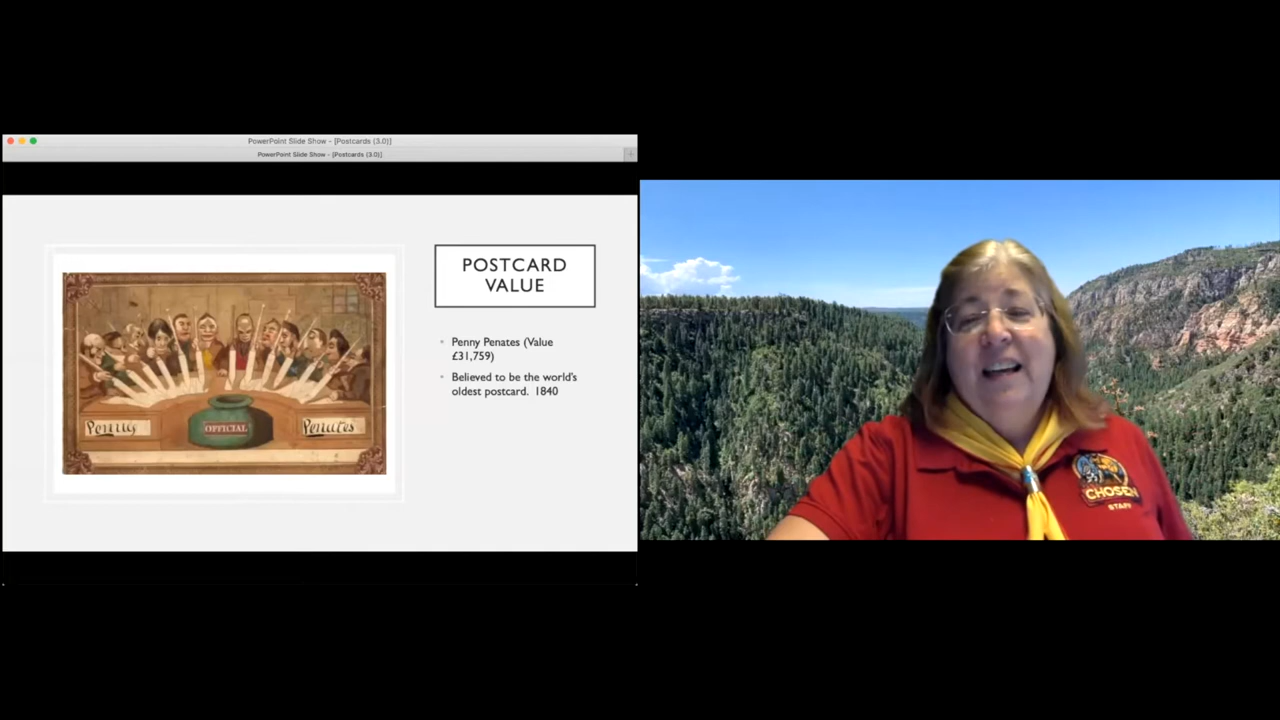 PowerPoint Slide Show - [Postcards (3.0)]
PowerPoint Slide Show - [Postcards (3.0)]
POSTCARD
VALUE
Penny Penates (Value
£31,759)
Believed to be the world's
oldest postcard. 1840
Penny
OFFICIAL
Penates
CHOSEN
STAFF